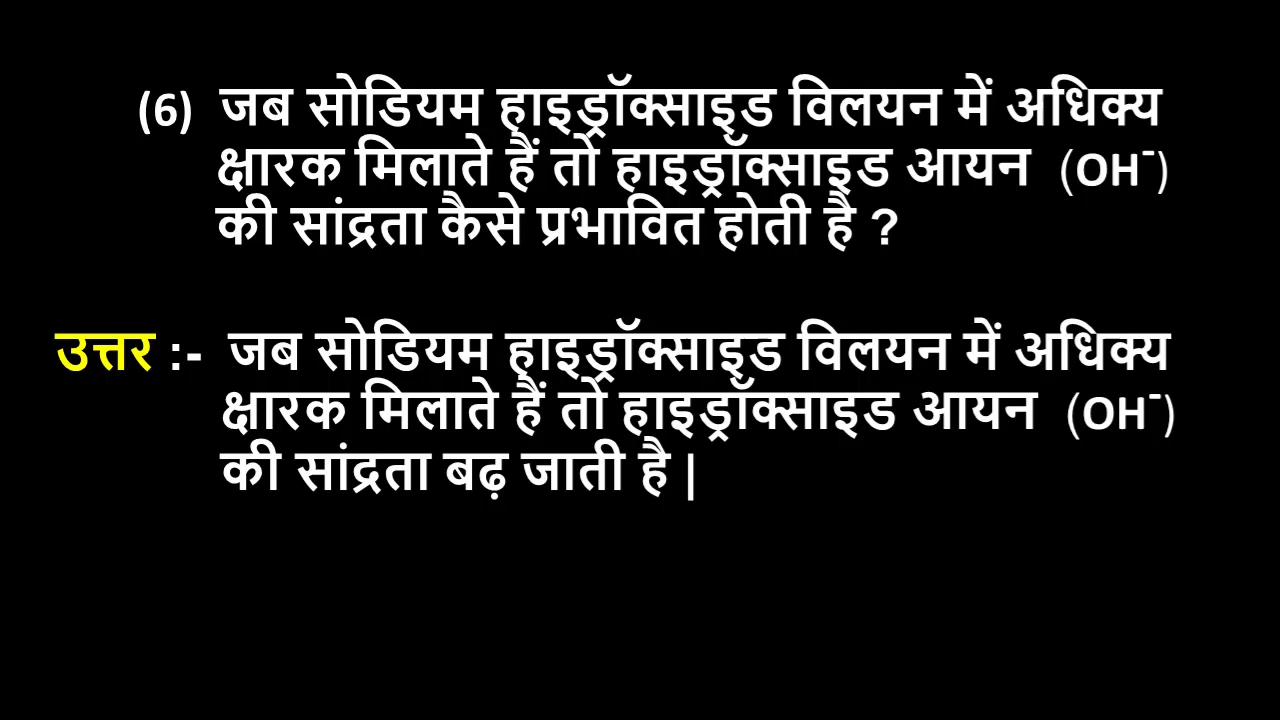 (6) जब सोडियम हाइड्रॉक्साइड विलयन में अधिक्य
क्षारक मिलाते हैं तो हाइड्रॉक्साइड आयन (OH⁻)
की सांद्रता कैसे प्रभावित होती है ?
उत्तर :- जब सोडियम हाइड्रॉक्साइड विलयन में अधिक्य
क्षारक मिलाते हैं तो हाइड्रॉक्साइड आयन (OH⁻)
की सांद्रता बढ़ जाती है |